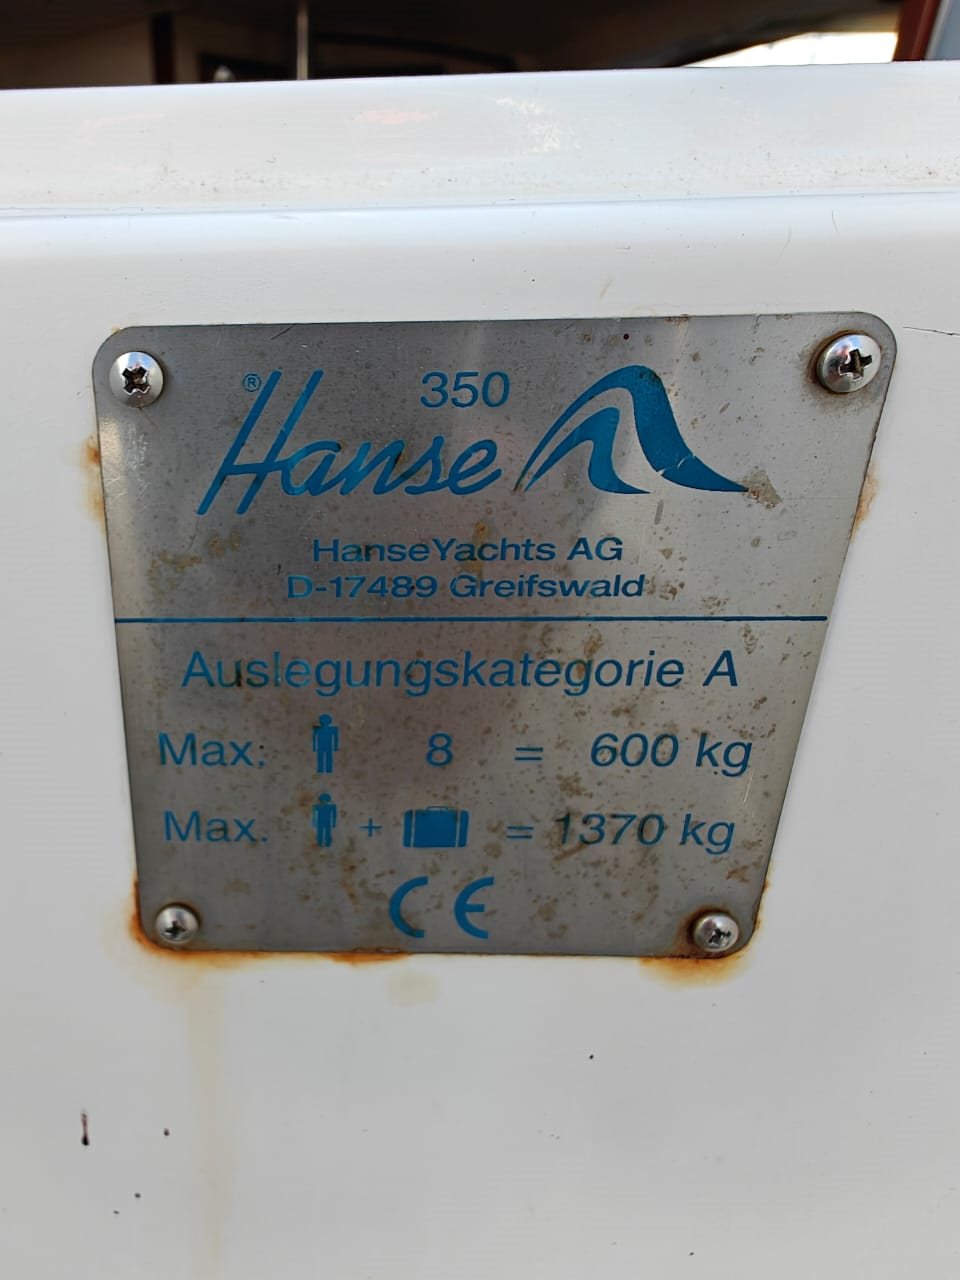 350
® Hanse
HanseYachts AG
D-17489 Greifswald
Auslegungskategorie A
Max. 8 = 600 kg
Max. + = 1370 kg
CE